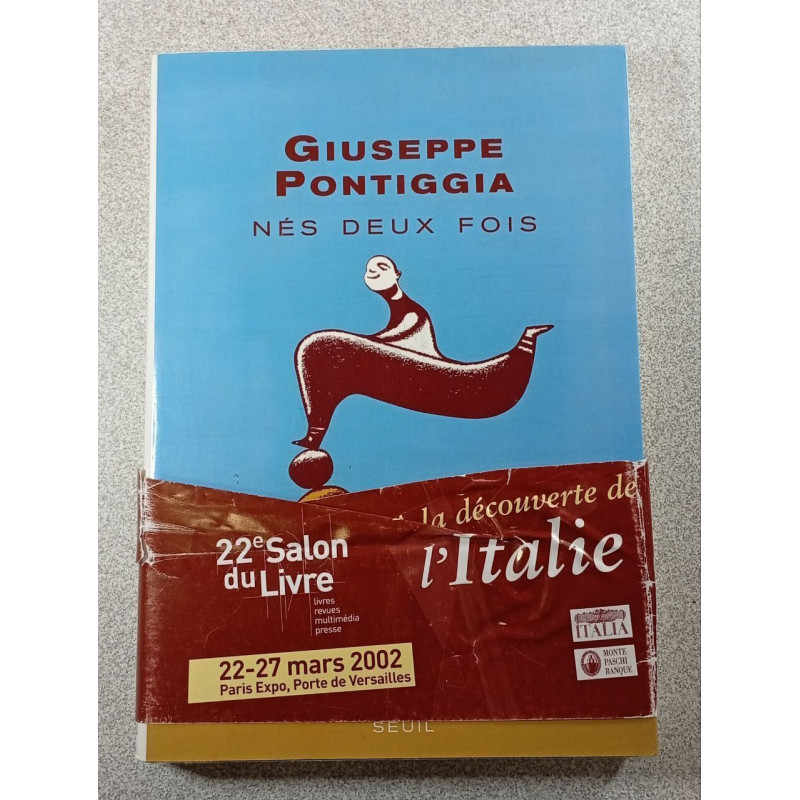 GIUSEPPE
PONTIGGIA
NÉS DEUX FOIS
la découverte de
l'Italie
22e Salon
du Livre
livres
revues
multimédia
presse
22-27 mars 2002
Paris Expo, Porte de Versailles
ITALIA
MONTE
PASCHI
BANQUE
SEUIL